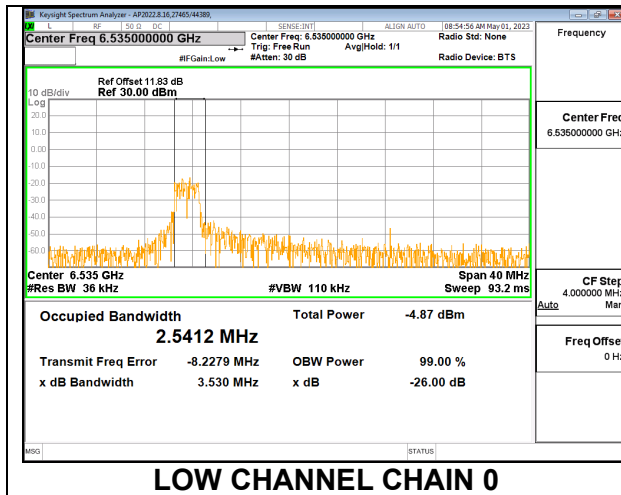 Keysight Spectrum Analyzer - AP2022.8.16,27465/44389,
L RF 50 Ω DC SENSE:INT ALIGN AUTO 08:54:56 AM May 01, 2023
Center Freq 6.535000000 GHz
Center Freq: 6.535000000 GHz Radio Std: None
Trig: Free Run Avg|Hold: 1/1
#IFGain:Low #Atten: 30 dB Radio Device: BTS
Frequency
Ref Offset 11.83 dB
10 dB/div Ref 30.00 dBm
Log
20.0
10.0
0.00
-10.0
-20.0
-30.0
-40.0
-50.0
-60.0
Center 6.535 GHz Span 40 MHz
#Res BW 36 kHz #VBW 110 kHz Sweep 93.2 ms
Center Freq
6.535000000 GHz
CF Step
4.000000 MHz
Auto Man
Freq Offset
0 Hz
Occupied Bandwidth Total Power -4.87 dBm
2.5412 MHz
Transmit Freq Error -8.2279 MHz OBW Power 99.00 %
x dB Bandwidth 3.530 MHz x dB -26.00 dB
MSG STATUS
LOW CHANNEL CHAIN 0